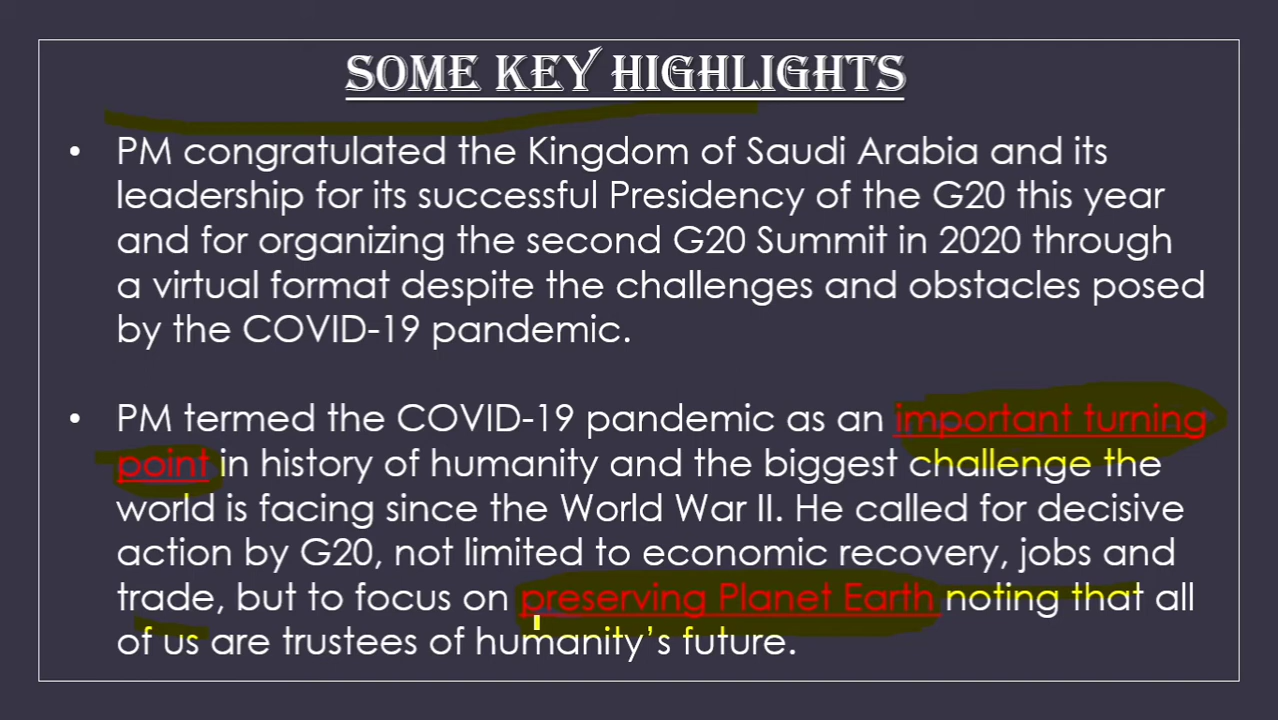 SOME KEY HIGHLIGHTS
• PM congratulated the Kingdom of Saudi Arabia and its
leadership for its successful Presidency of the G20 this year
and for organizing the second G20 Summit in 2020 through
a virtual format despite the challenges and obstacles posed
by the COVID-19 pandemic.
• PM termed the COVID-19 pandemic as an important turning
point in history of humanity and the biggest challenge the
world is facing since the World War II. He called for decisive
action by G20, not limited to economic recovery, jobs and
trade, but to focus on preserving Planet Earth noting that all
of us are trustees of humanity’s future.